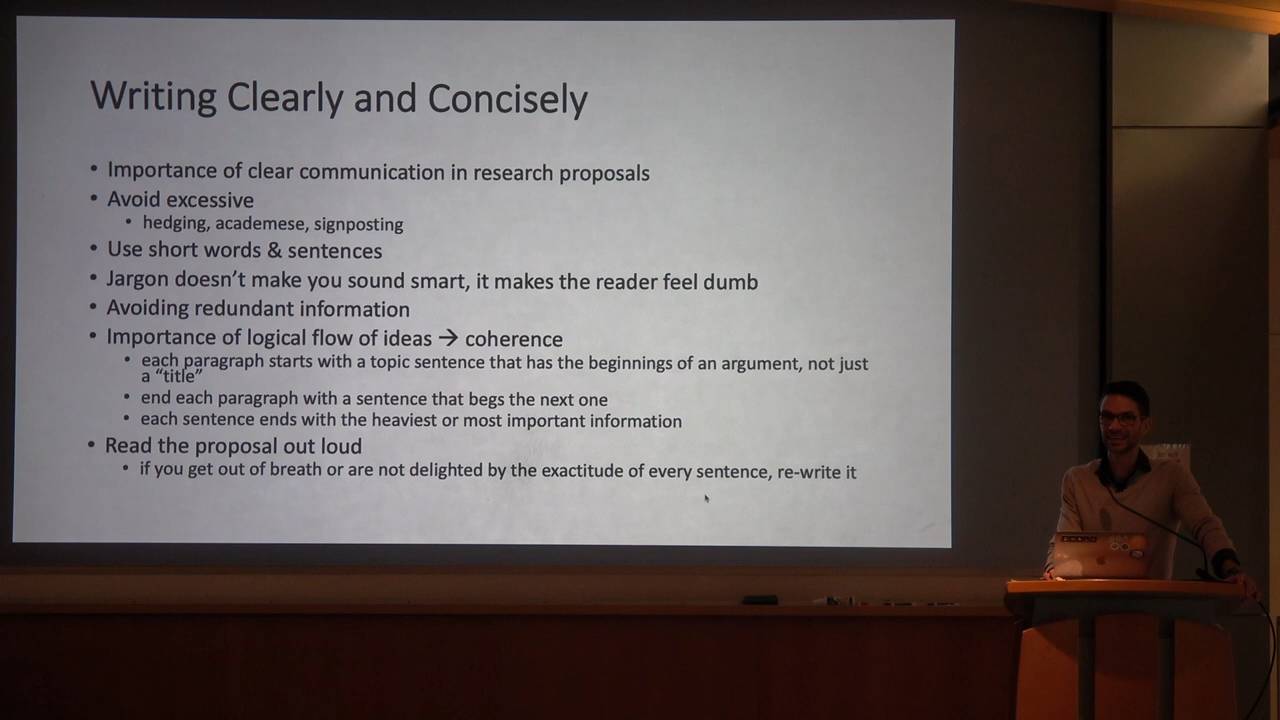 Writing Clearly and Concisely
• Importance of clear communication in research proposals
• Avoid excessive
• hedging, academese, signposting
• Use short words & sentences
• Jargon doesn’t make you sound smart, it makes the reader feel dumb
• Avoiding redundant information
• Importance of logical flow of ideas → coherence
• each paragraph starts with a topic sentence that has the beginnings of an argument, not just
a “title”
• end each paragraph with a sentence that begs the next one
• each sentence ends with the heaviest or most important information
• Read the proposal out loud
• if you get out of breath or are not delighted by the exactitude of every sentence, re-write it